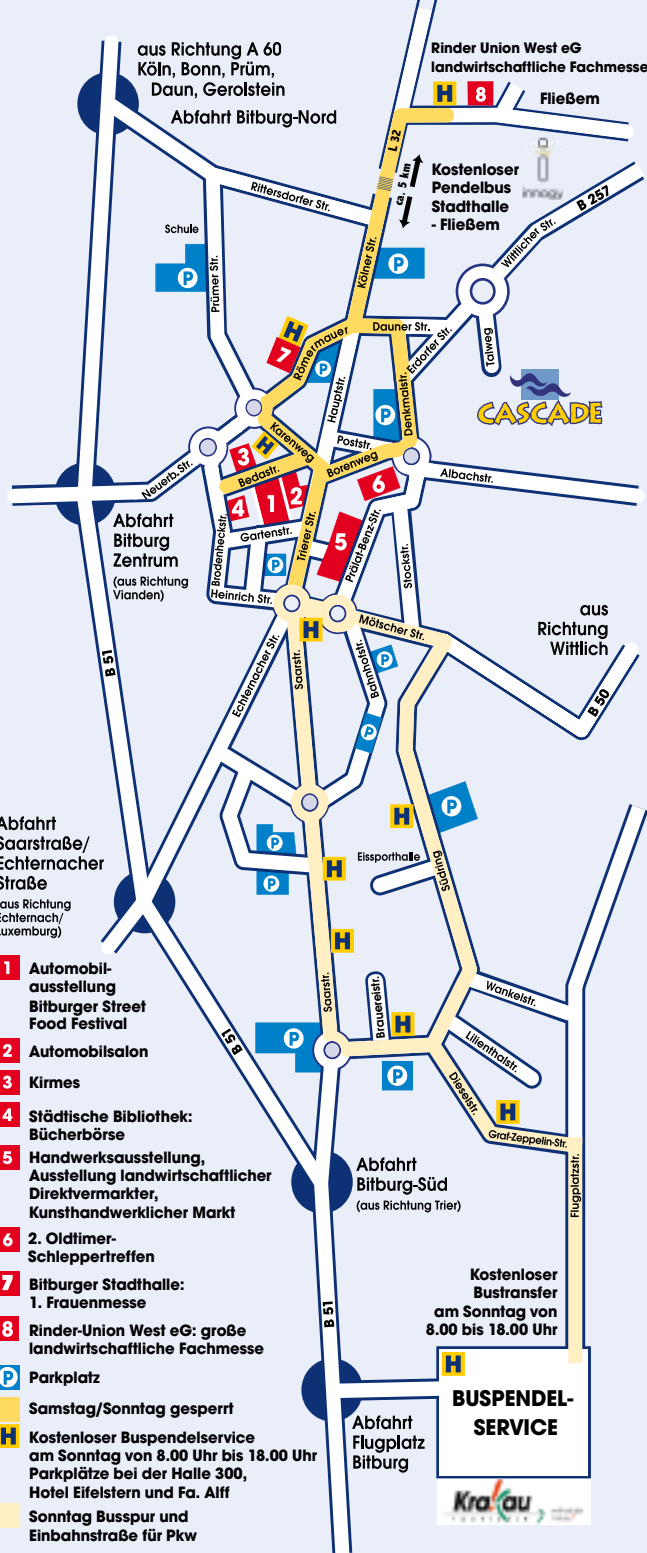 aus Richtung A 60
Köln, Bonn, Prüm,
Daun, Gerolstein
Abfahrt Bitburg-Nord
Rinder Union West eG
landwirtschaftliche Fachmesse
H
8
Fließem
innogy
L 32
ca. 5 km
Kostenloser
Pendelbus
Stadthalle
- Fließem
B 257
Wittlicher Str.
Rittersdorfer Str.
Schule
P
Prümer Str.
Kölner Str.
P
Dauner Str.
Erdorfer Str.
Talweg
H
7
Römermauer
P
Hauptstr.
Denkmalstr.
P
CASCADE
Karenweg
H
Poststr.
Borenweg
3
Bedastr.
Neuerb. Str.
4
1
2
6
Albachstr.
Brodenheckstr.
Gartenstr.
Trierer Str.
5
Prälat-Benz-Str.
Stockstr.
P
Heinrich Str.
Abfahrt
Bitburg
Zentrum
(aus Richtung
Vianden)
H
Mötscher Str.
aus
Richtung
Wittlich
B 50
B 51
Echternacher Str.
Saarstr.
Bahnhofstr.
P
P
P
H
Abfahrt
Saarstraße/
Echternacher
Straße
(aus Richtung
Echternach/
Luxemburg)
P
P
H
Eissporthalle
Südring
H
Saarstr.
Brauereistr.
Wankelstr.
Lilienthalstr.
B 51
P
H
P
Dieselstr.
H
Graf-Zeppelin-Str.
Flugplatzstr.
Abfahrt
Bitburg-Süd
(aus Richtung Trier)
B 51
Kostenloser
Bustransfer
am Sonntag von
8.00 bis 18.00 Uhr
H
BUSPENDEL-
SERVICE
Abfahrt
Flugplatz
Bitburg
Krakau
1 Automobil-
ausstellung
Bitburger Street
Food Festival
2 Automobilsalon
3 Kirmes
4 Städtische Bibliothek:
Bücherbörse
5 Handwerksausstellung,
Ausstellung landwirtschaftlicher
Direktvermarkter,
Kunsthandwerklicher Markt
6 2. Oldtimer-
Schleppertreffen
7 Bitburger Stadthalle:
1. Frauenmesse
8 Rinder-Union West eG: große
landwirtschaftliche Fachmesse
P Parkplatz
Samstag/Sonntag gesperrt
H Kostenloser Buspendelservice
am Sonntag von 8.00 Uhr bis 18.00 Uhr
Parkplätze bei der Halle 300,
Hotel Eifelstern und Fa. Alff
Sonntag Busspur und
Einbahnstraße für Pkw